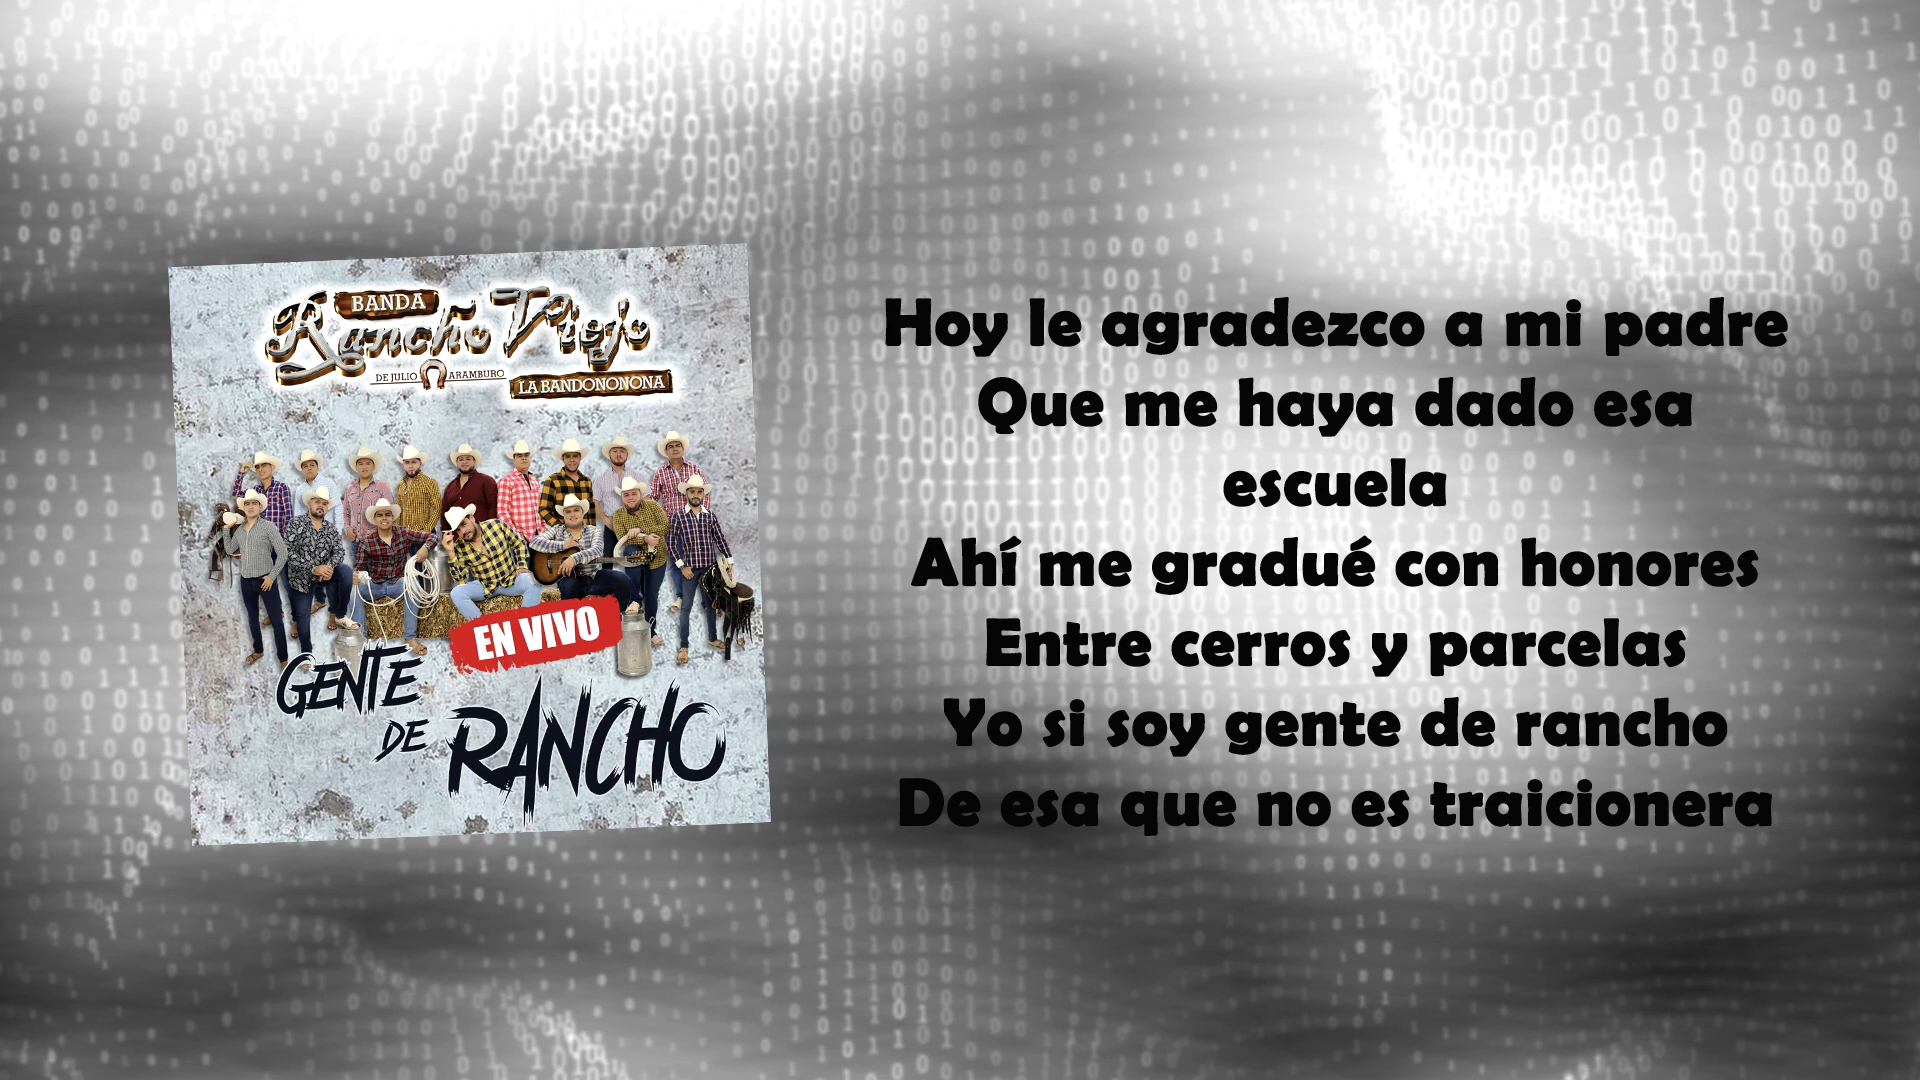 BANDA
Rancho Viejo
DE JULIO ARAMBURO
LA BANDONONONA
EN VIVO
GENTE
DE RANCHO
Hoy le agradezco a mi padre
Que me haya dado esa
escuela
Ahí me gradué con honores
Entre cerros y parcelas
Yo si soy gente de rancho
De esa que no es traicionera